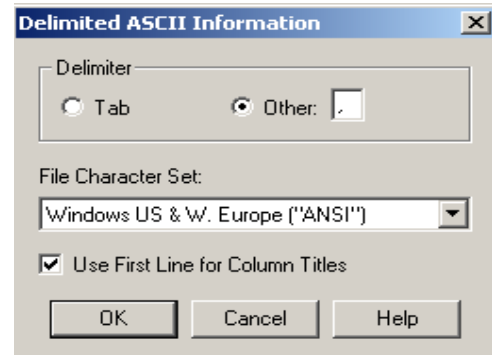 Delimited ASCII Information
Delimiter
Tab
Other: ,
File Character Set:
Windows US & W. Europe ("ANSI")
Use First Line for Column Titles
OK Cancel Help